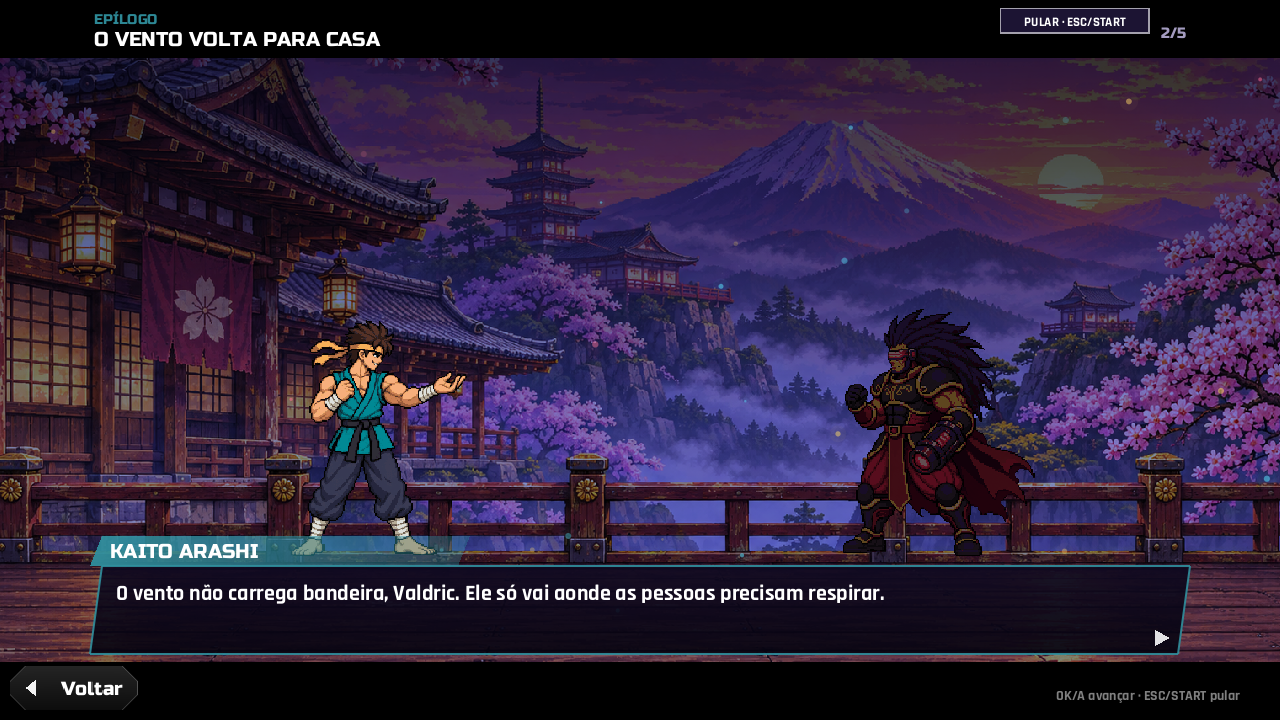 EPÍLOGO
O VENTO VOLTA PARA CASA
PULAR · ESC/START
2/5
KAITO ARASHI
O vento não carrega bandeira, Valdric. Ele só vai aonde as pessoas precisam respirar.
Voltar
OK/A avançar · ESC/START pular